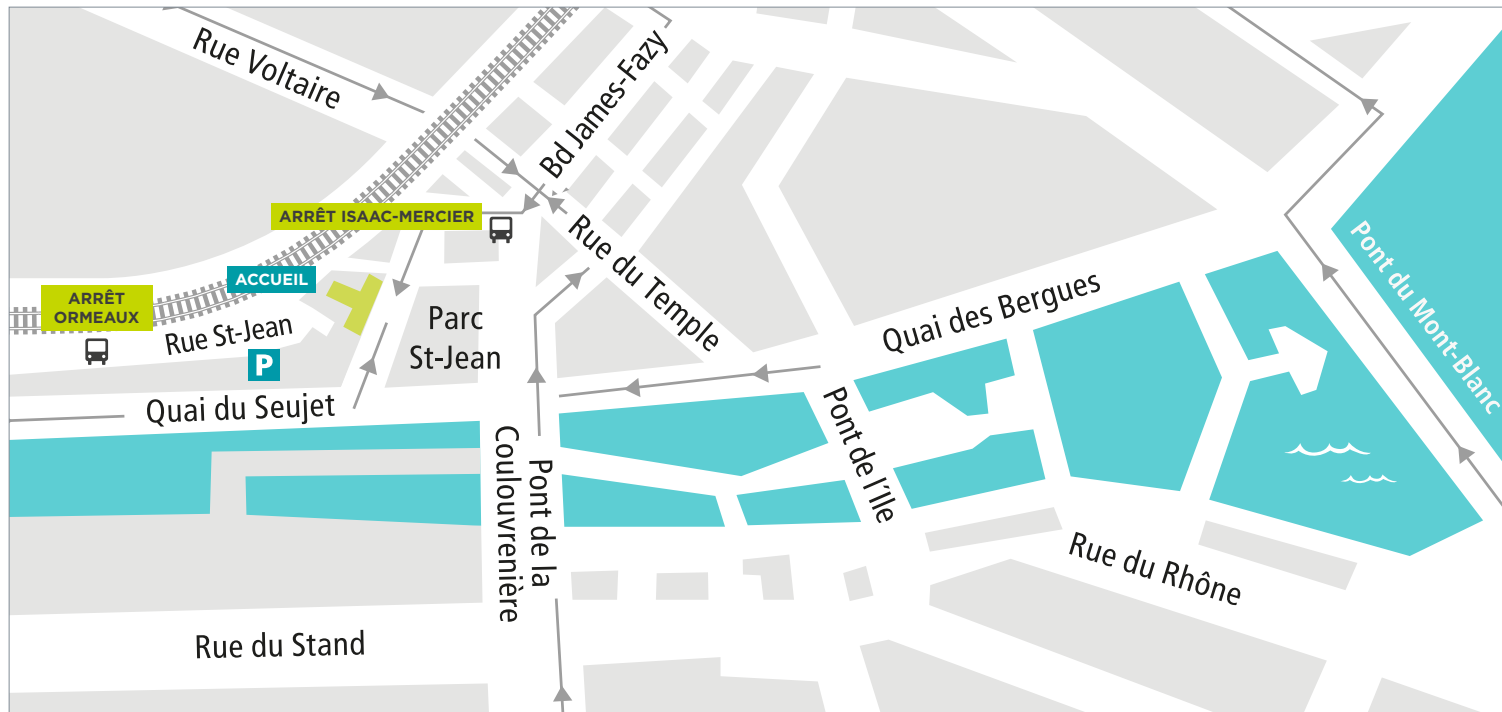 Rue Voltaire
Bd James-Fazy
ARRÊT ISAAC-MERCIER
ACCUEIL
ARRÊT
ORMEAUX
Rue St-Jean
P
Parc
St-Jean
Rue du Temple
Quai des Bergues
Pont du Mont-Blanc
Quai du Seujet
Pont de la
Coulouvrenière
Pont de l'Ile
Rue du Rhône
Rue du Stand